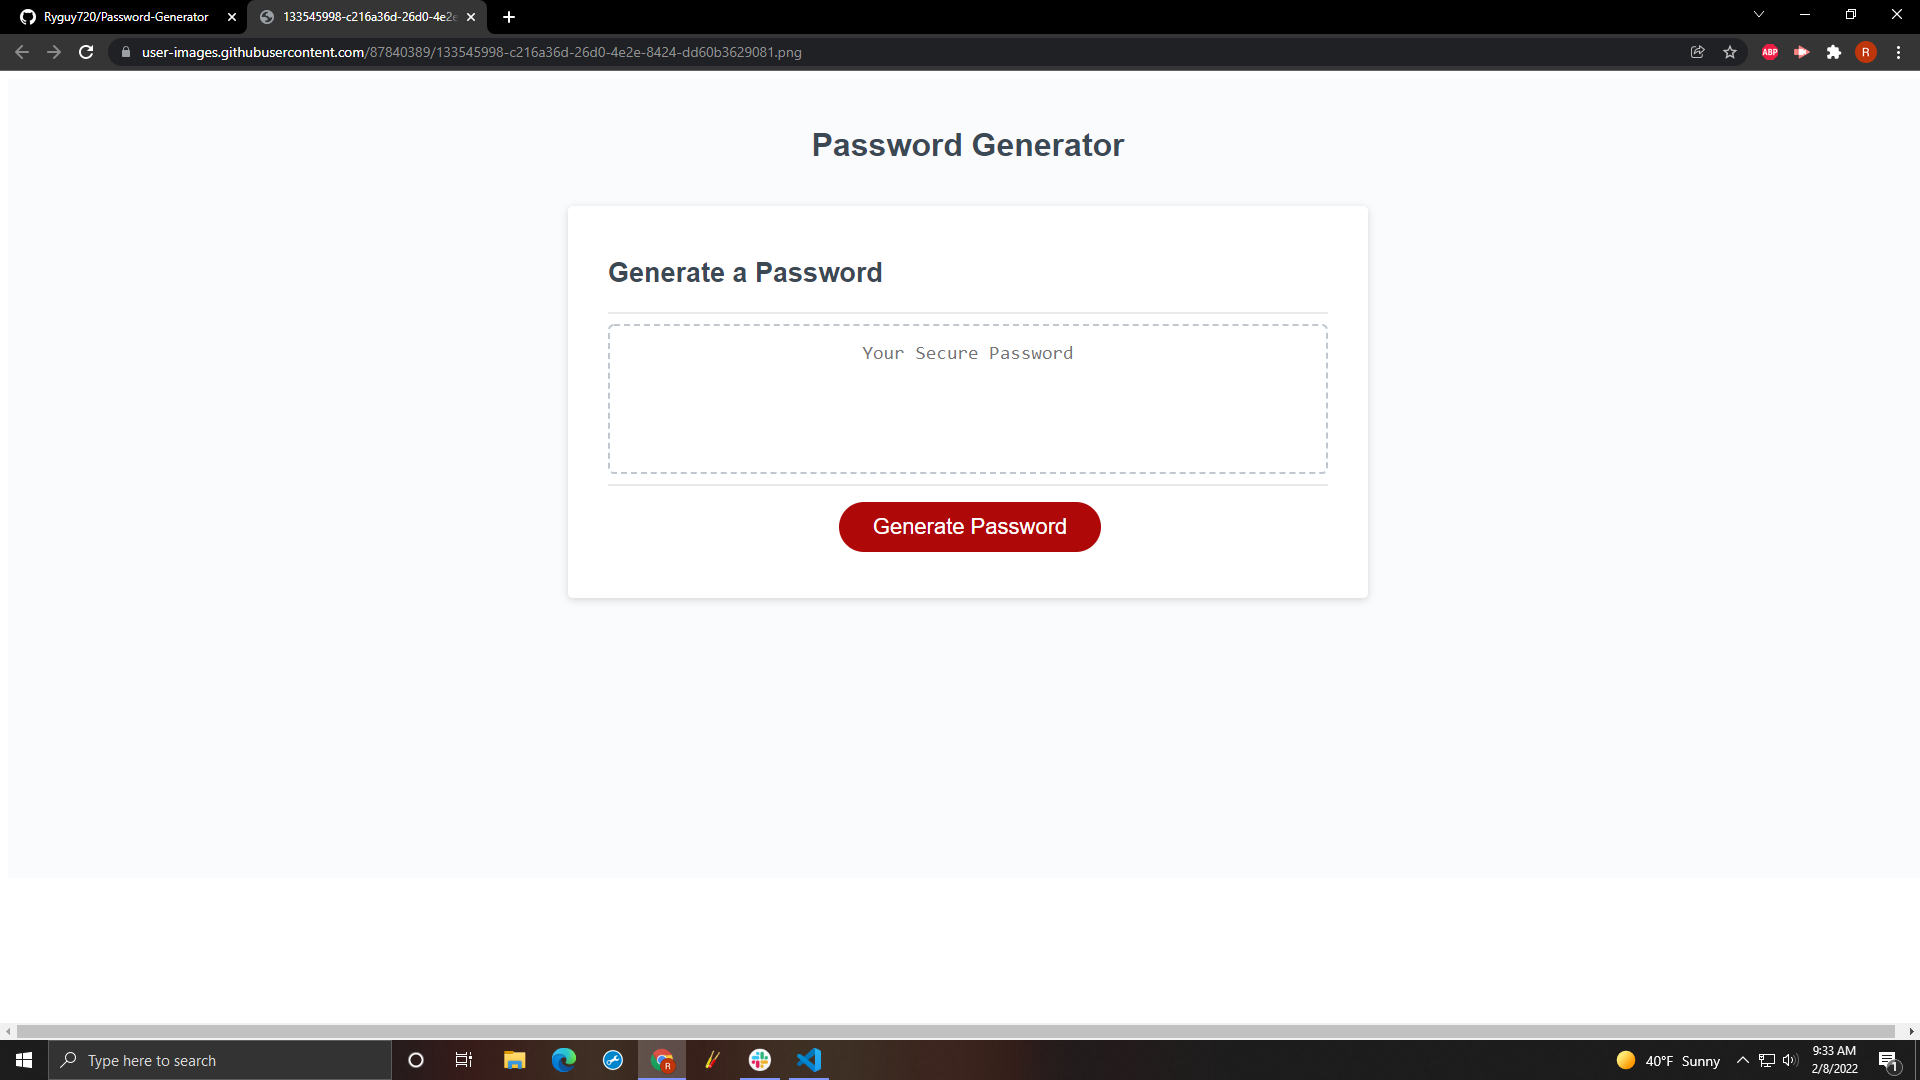 Ryguy720/Password-Generator
133545998-c216a36d-26d0-4e2e
user-images.githubusercontent.com/87840389/133545998-c216a36d-26d0-4e2e-8424-dd60b3629081.png
ABP
R
Password Generator
Generate a Password
Your Secure Password
Generate Password
Type here to search
R
40°F Sunny
9:33 AM
2/8/2022
1